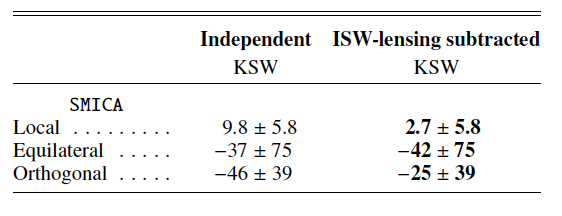 Independent ISW-lensing subtracted
KSW KSW
SMICA
Local . . . . . . . . . 9.8 ± 5.8 2.7 ± 5.8
Equilateral . . . . . −37 ± 75 −42 ± 75
Orthogonal . . . . . −46 ± 39 −25 ± 39